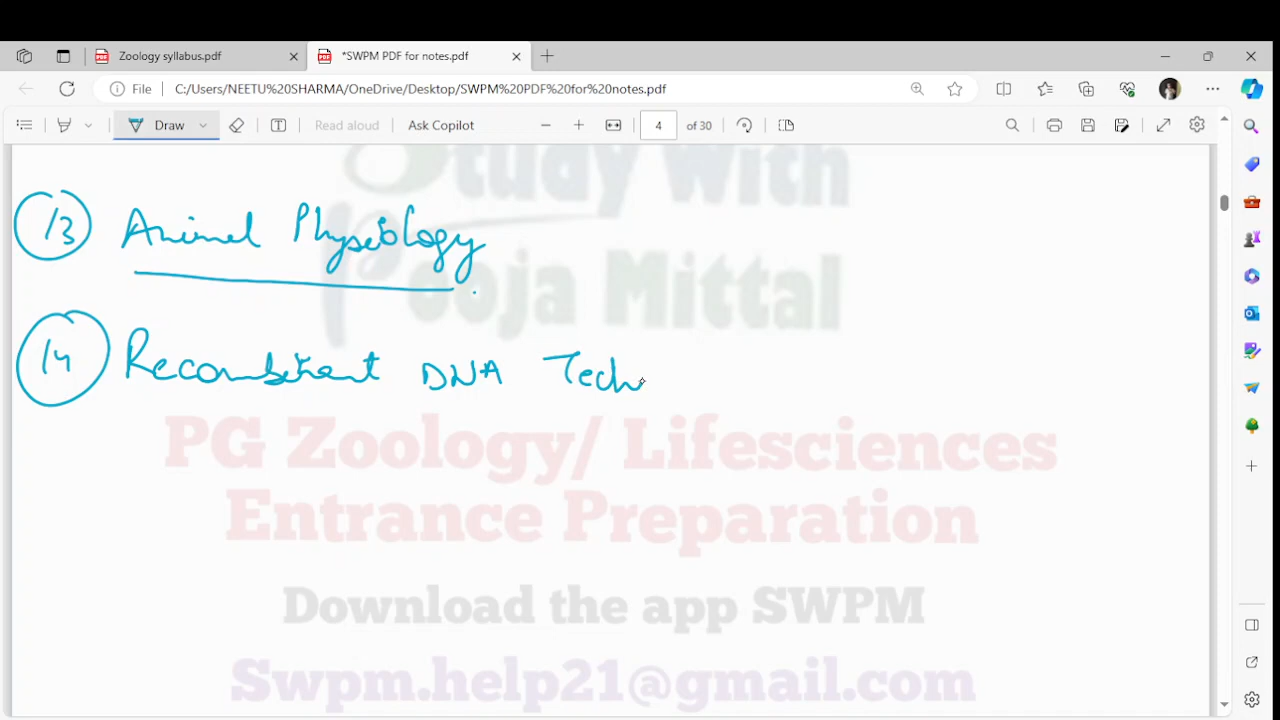 Zoology syllabus.pdf
*SWPM PDF for notes.pdf
File C:/Users/NEETU%20SHARMA/OneDrive/Desktop/SWPM%20PDF%20for%20notes.pdf
Draw Read aloud Ask Copilot 4 of 30
Study With
Pooja Mittal
13 Animal Physiology
14 Recombinant DNA Tech
PG Zoology/ Lifesciences
Entrance Preparation
Download the app SWPM
Swpm.help21@gmail.com